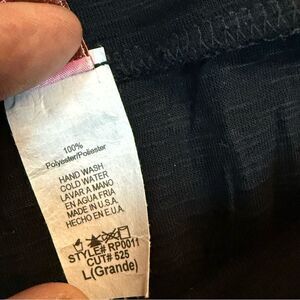 100%
Polyester/Poliester
HAND WASH
COLD WATER
LAVAR A MANO
EN AGUA FRIA
MADE IN U.S.A.
HECHO EN E.U.A.
STYLE# RP0011
CUT# 525
L(Grande)